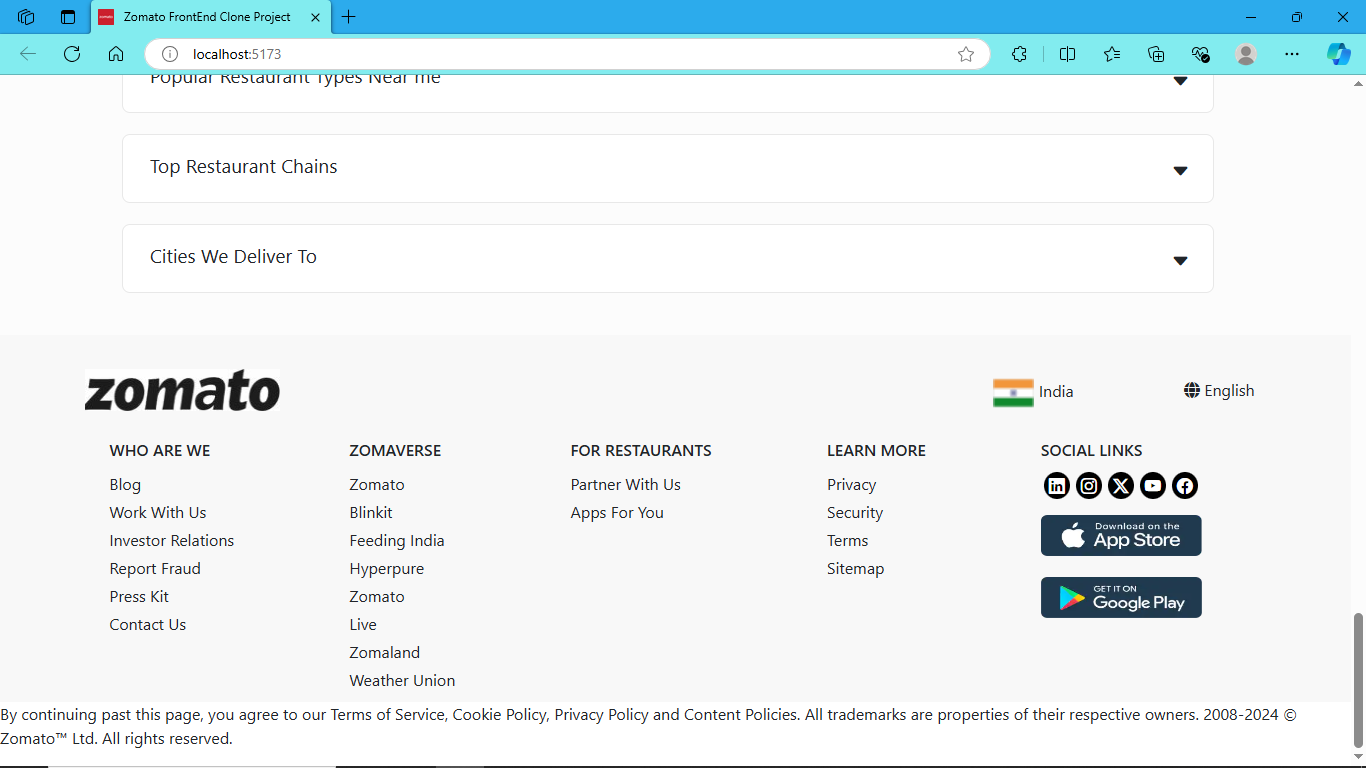 Zomato FrontEnd Clone Project
localhost:5173
Popular Restaurant Types Near me
Top Restaurant Chains
Cities We Deliver To
zomato
India
English
WHO ARE WE
Blog
Work With Us
Investor Relations
Report Fraud
Press Kit
Contact Us
ZOMAVERSE
Zomato
Blinkit
Feeding India
Hyperpure
Zomato
Live
Zomaland
Weather Union
FOR RESTAURANTS
Partner With Us
Apps For You
LEARN MORE
Privacy
Security
Terms
Sitemap
SOCIAL LINKS
Download on the
App Store
GET IT ON
Google Play
By continuing past this page, you agree to our Terms of Service, Cookie Policy, Privacy Policy and Content Policies. All trademarks are properties of their respective owners. 2008-2024 ©
Zomato™ Ltd. All rights reserved.